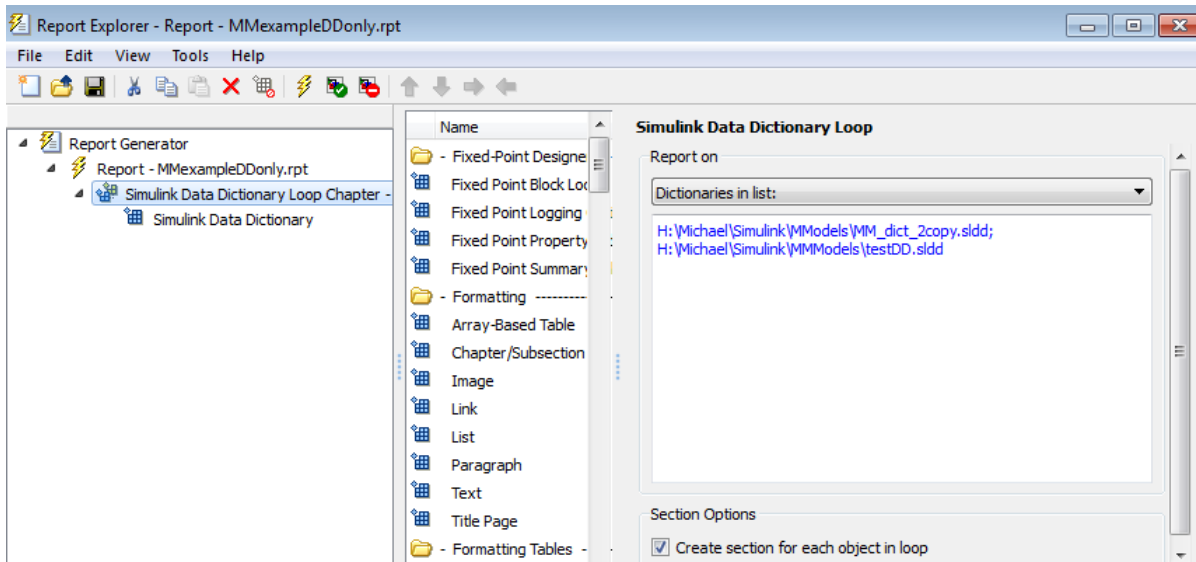 Report Explorer - Report - MMexampleDDonly.rpt
File Edit View Tools Help
Report Generator
Report - MMexampleDDonly.rpt
Simulink Data Dictionary Loop Chapter -
Simulink Data Dictionary
Name
- Fixed-Point Designe
Fixed Point Block Loo
Fixed Point Logging
Fixed Point Property
Fixed Point Summary
- Formatting ----------
Array-Based Table
Chapter/Subsection
Image
Link
List
Paragraph
Text
Title Page
- Formatting Tables -
Simulink Data Dictionary Loop
Report on
Dictionaries in list:
H:\Michael\Simulink\MModels\MM_dict_2copy.sldd;
H:\Michael\Simulink\MMModels\testDD.sldd
Section Options
Create section for each object in loop